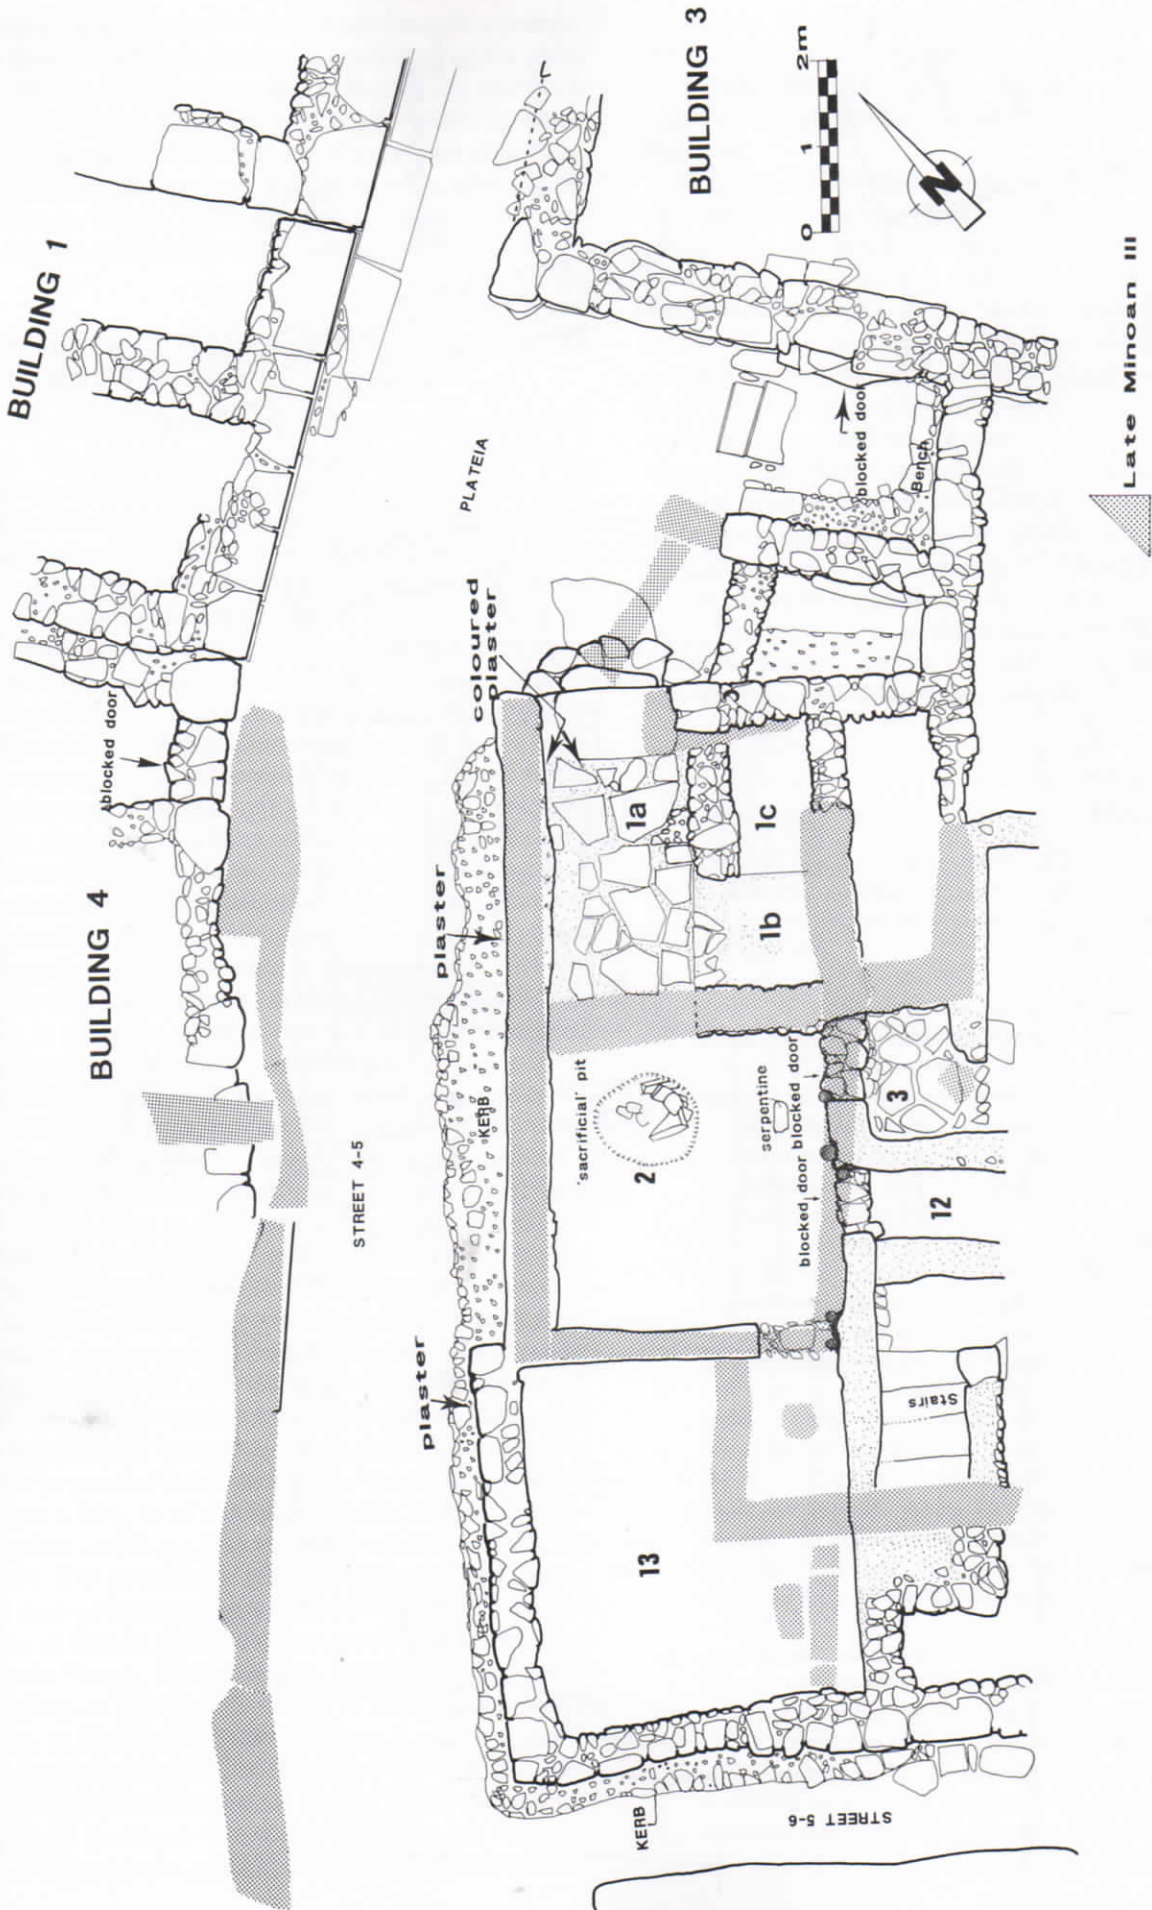 BUILDING 1
BUILDING 3
2m
1
0
N
Late Minoan III
PLATEIA
blocked door
Bench
coloured
plaster
blocked door
BUILDING 4
plaster
1a
1c
1b
KERB
'sacrificial' pit
2
serpentine
blocked door
blocked door
3
12
STREET 4-5
plaster
Stairs
13
KERB
STREET 5-6